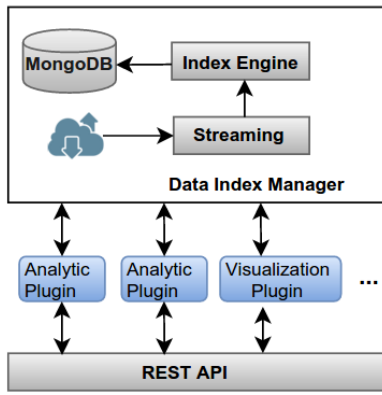 MongoDB
Index Engine
Streaming
Data Index Manager
Analytic
Plugin
Analytic
Plugin
Visualization
Plugin
...
REST API